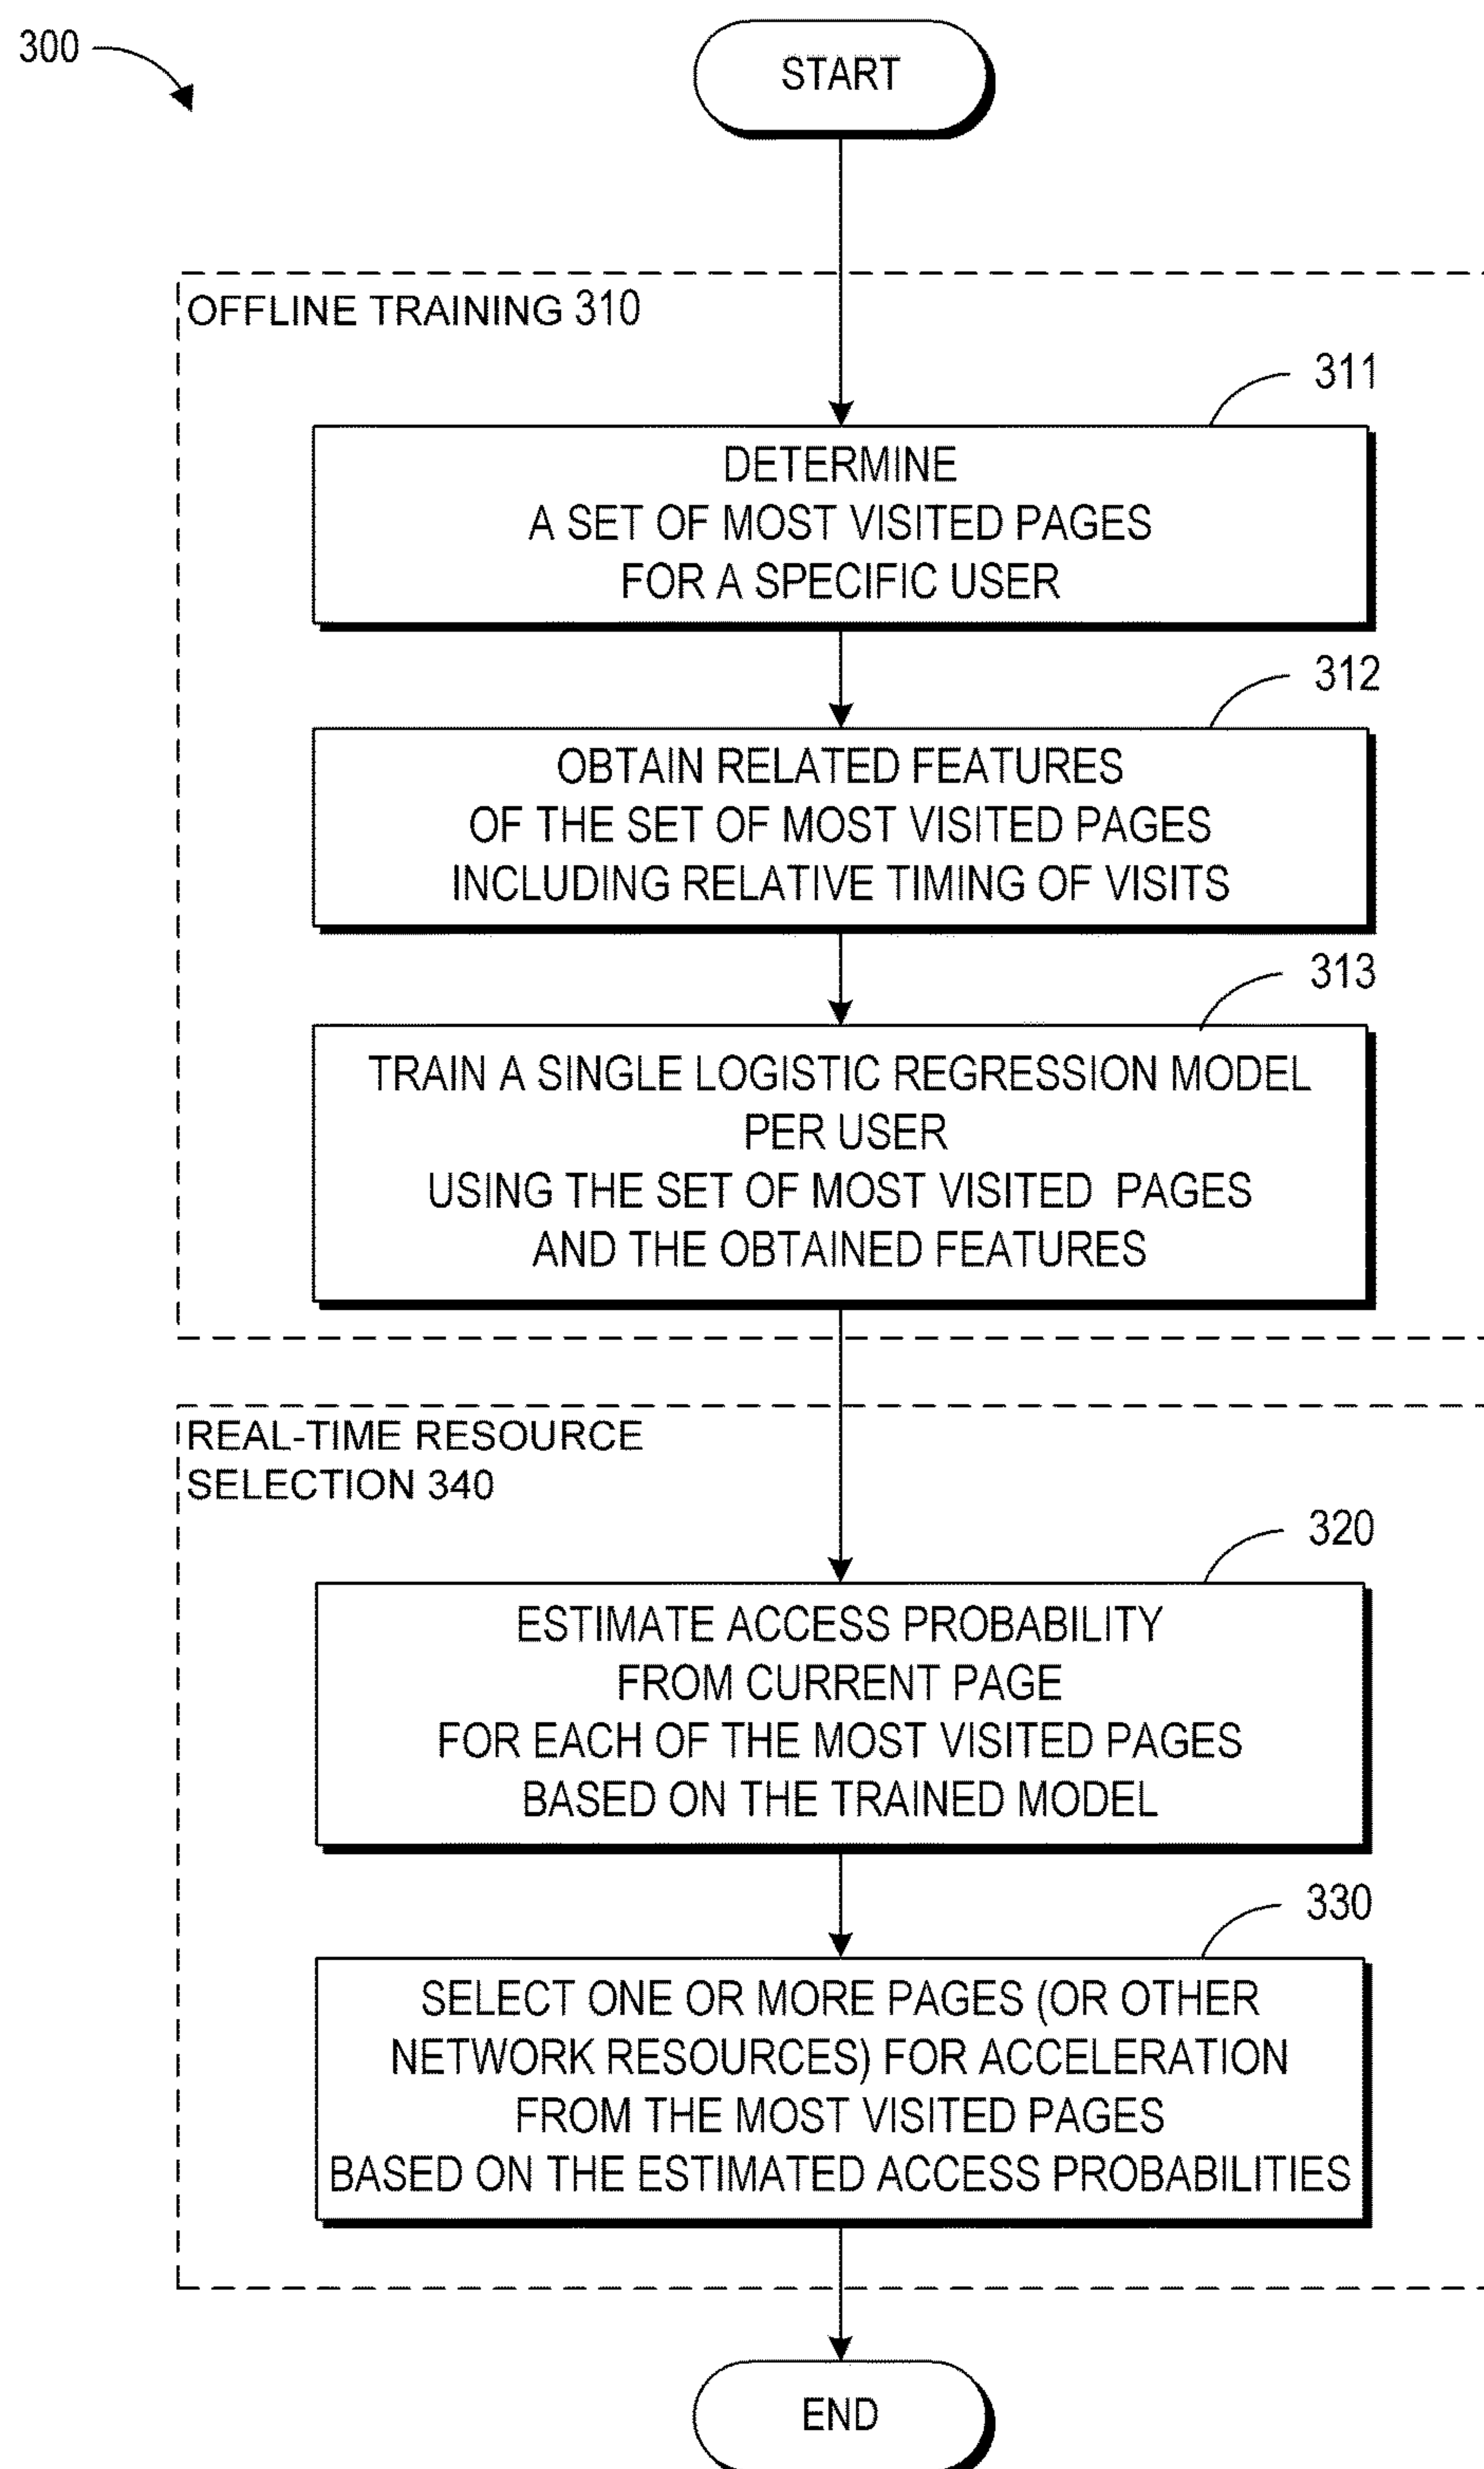 300
START
OFFLINE TRAINING 310
311
DETERMINE
A SET OF MOST VISITED PAGES
FOR A SPECIFIC USER
312
OBTAIN RELATED FEATURES
OF THE SET OF MOST VISITED PAGES
INCLUDING RELATIVE TIMING OF VISITS
313
TRAIN A SINGLE LOGISTIC REGRESSION MODEL
PER USER
USING THE SET OF MOST VISITED PAGES
AND THE OBTAINED FEATURES
REAL-TIME RESOURCE
SELECTION 340
320
ESTIMATE ACCESS PROBABILITY
FROM CURRENT PAGE
FOR EACH OF THE MOST VISITED PAGES
BASED ON THE TRAINED MODEL
330
SELECT ONE OR MORE PAGES (OR OTHER
NETWORK RESOURCES) FOR ACCELERATION
FROM THE MOST VISITED PAGES
BASED ON THE ESTIMATED ACCESS PROBABILITIES
END